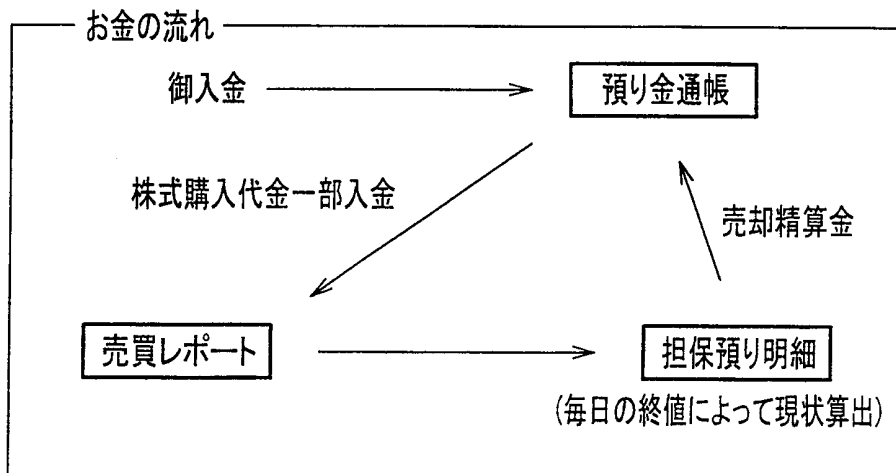 お金の流れ
御入金
預り金通帳
株式購入代金一部入金
売却精算金
売買レポート
担保預り明細
(毎日の終値によって現状算出)